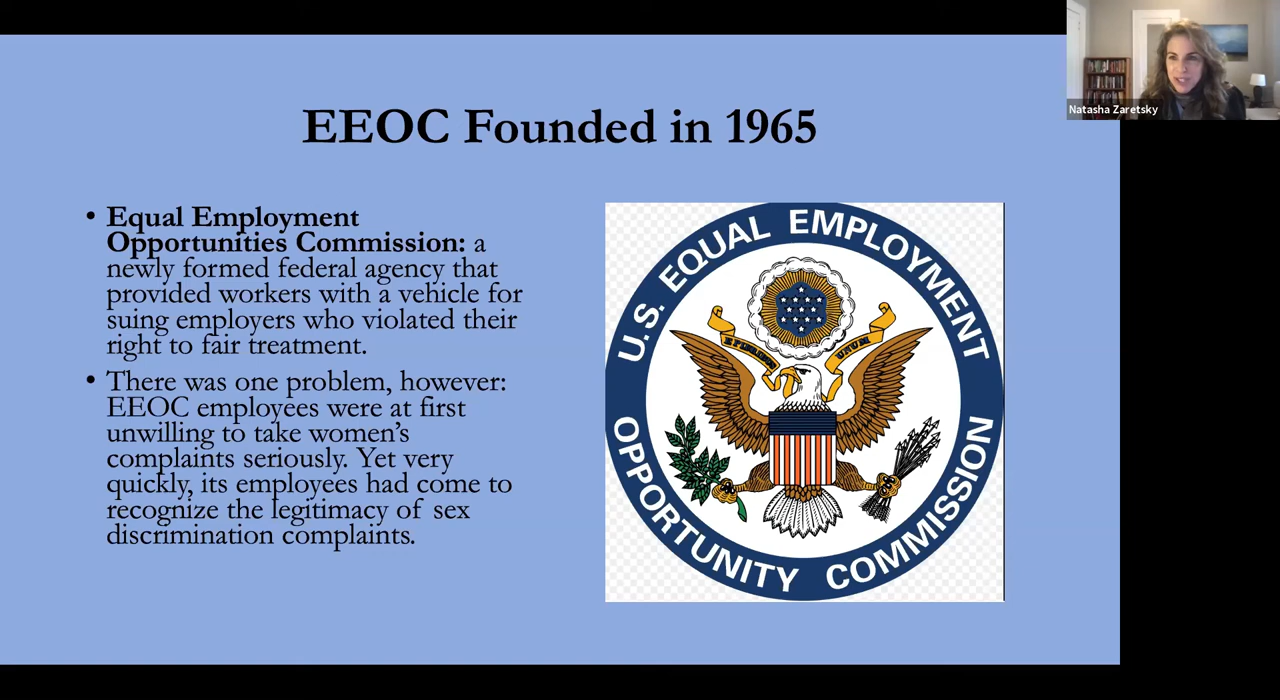 Natasha Zaretsky
EEOC Founded in 1965
• Equal Employment
Opportunities Commission: a
newly formed federal agency that
provided workers with a vehicle for
suing employers who violated their
right to fair treatment.
• There was one problem, however:
EEOC employees were at first
unwilling to take women’s
complaints seriously. Yet very
quickly, its employees had come to
recognize the legitimacy of sex
discrimination complaints.
U.S. EQUAL EMPLOYMENT
E PLURIBUS UNUM
OPPORTUNITY COMMISSION